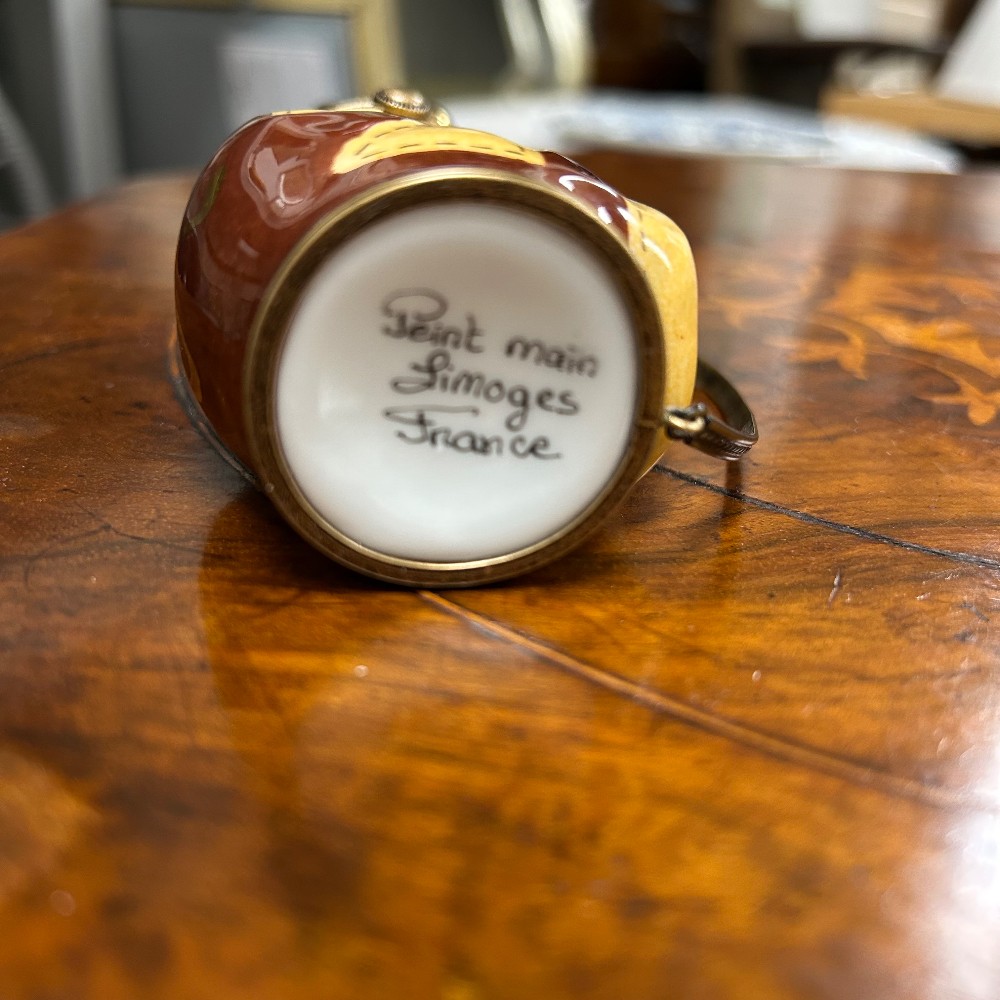 Peint main
Limoges
France